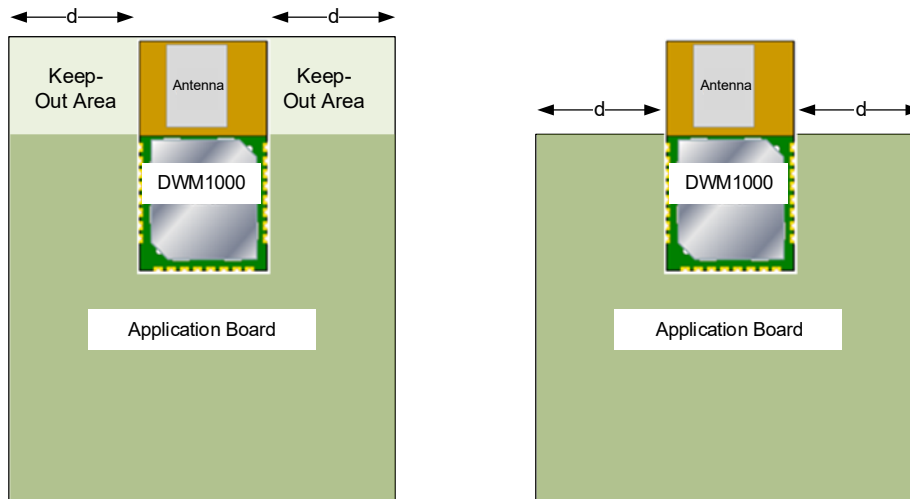 d
d
Keep-
Out Area
Antenna
Keep-
Out Area
DWM1000
Application Board
Antenna
d
d
DWM1000
Application Board